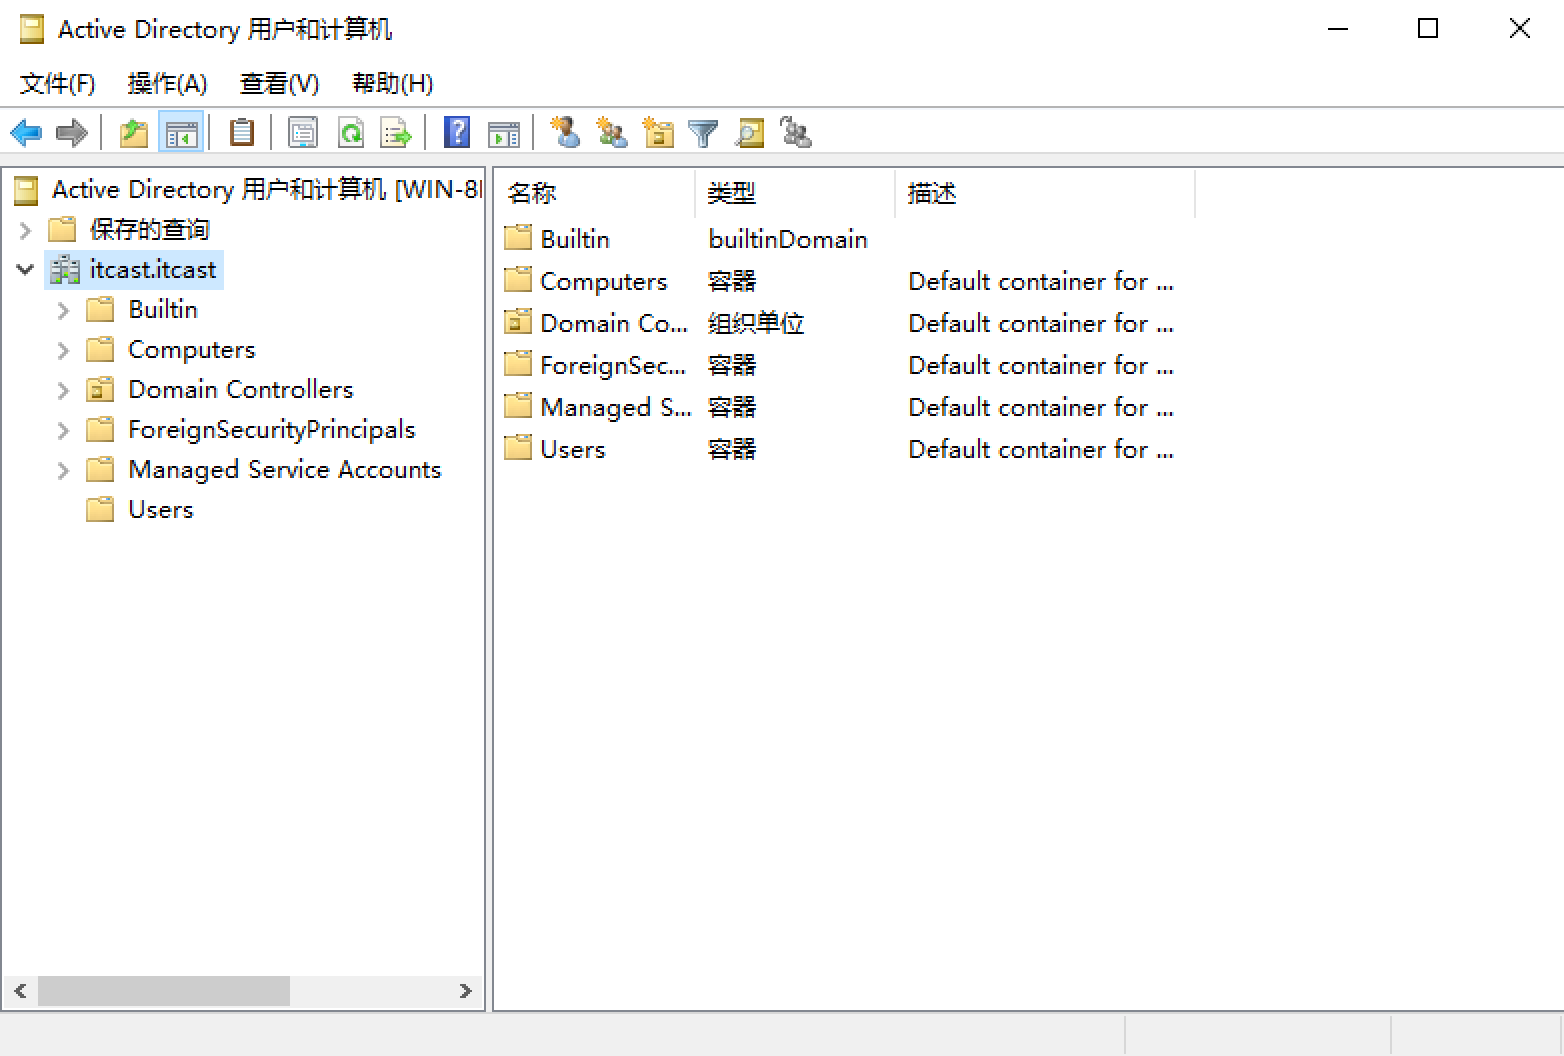 Active Directory 用户和计算机
文件(F) 操作(A) 查看(V) 帮助(H)
Active Directory 用户和计算机 [WIN-8
保存的查询
itcast.itcast
Builtin
Computers
Domain Controllers
ForeignSecurityPrincipals
Managed Service Accounts
Users
名称 类型 描述
Builtin builtinDomain
Computers 容器 Default container for ...
Domain Co... 组织单位 Default container for ...
ForeignSec... 容器 Default container for ...
Managed S... 容器 Default container for ...
Users 容器 Default container for ...